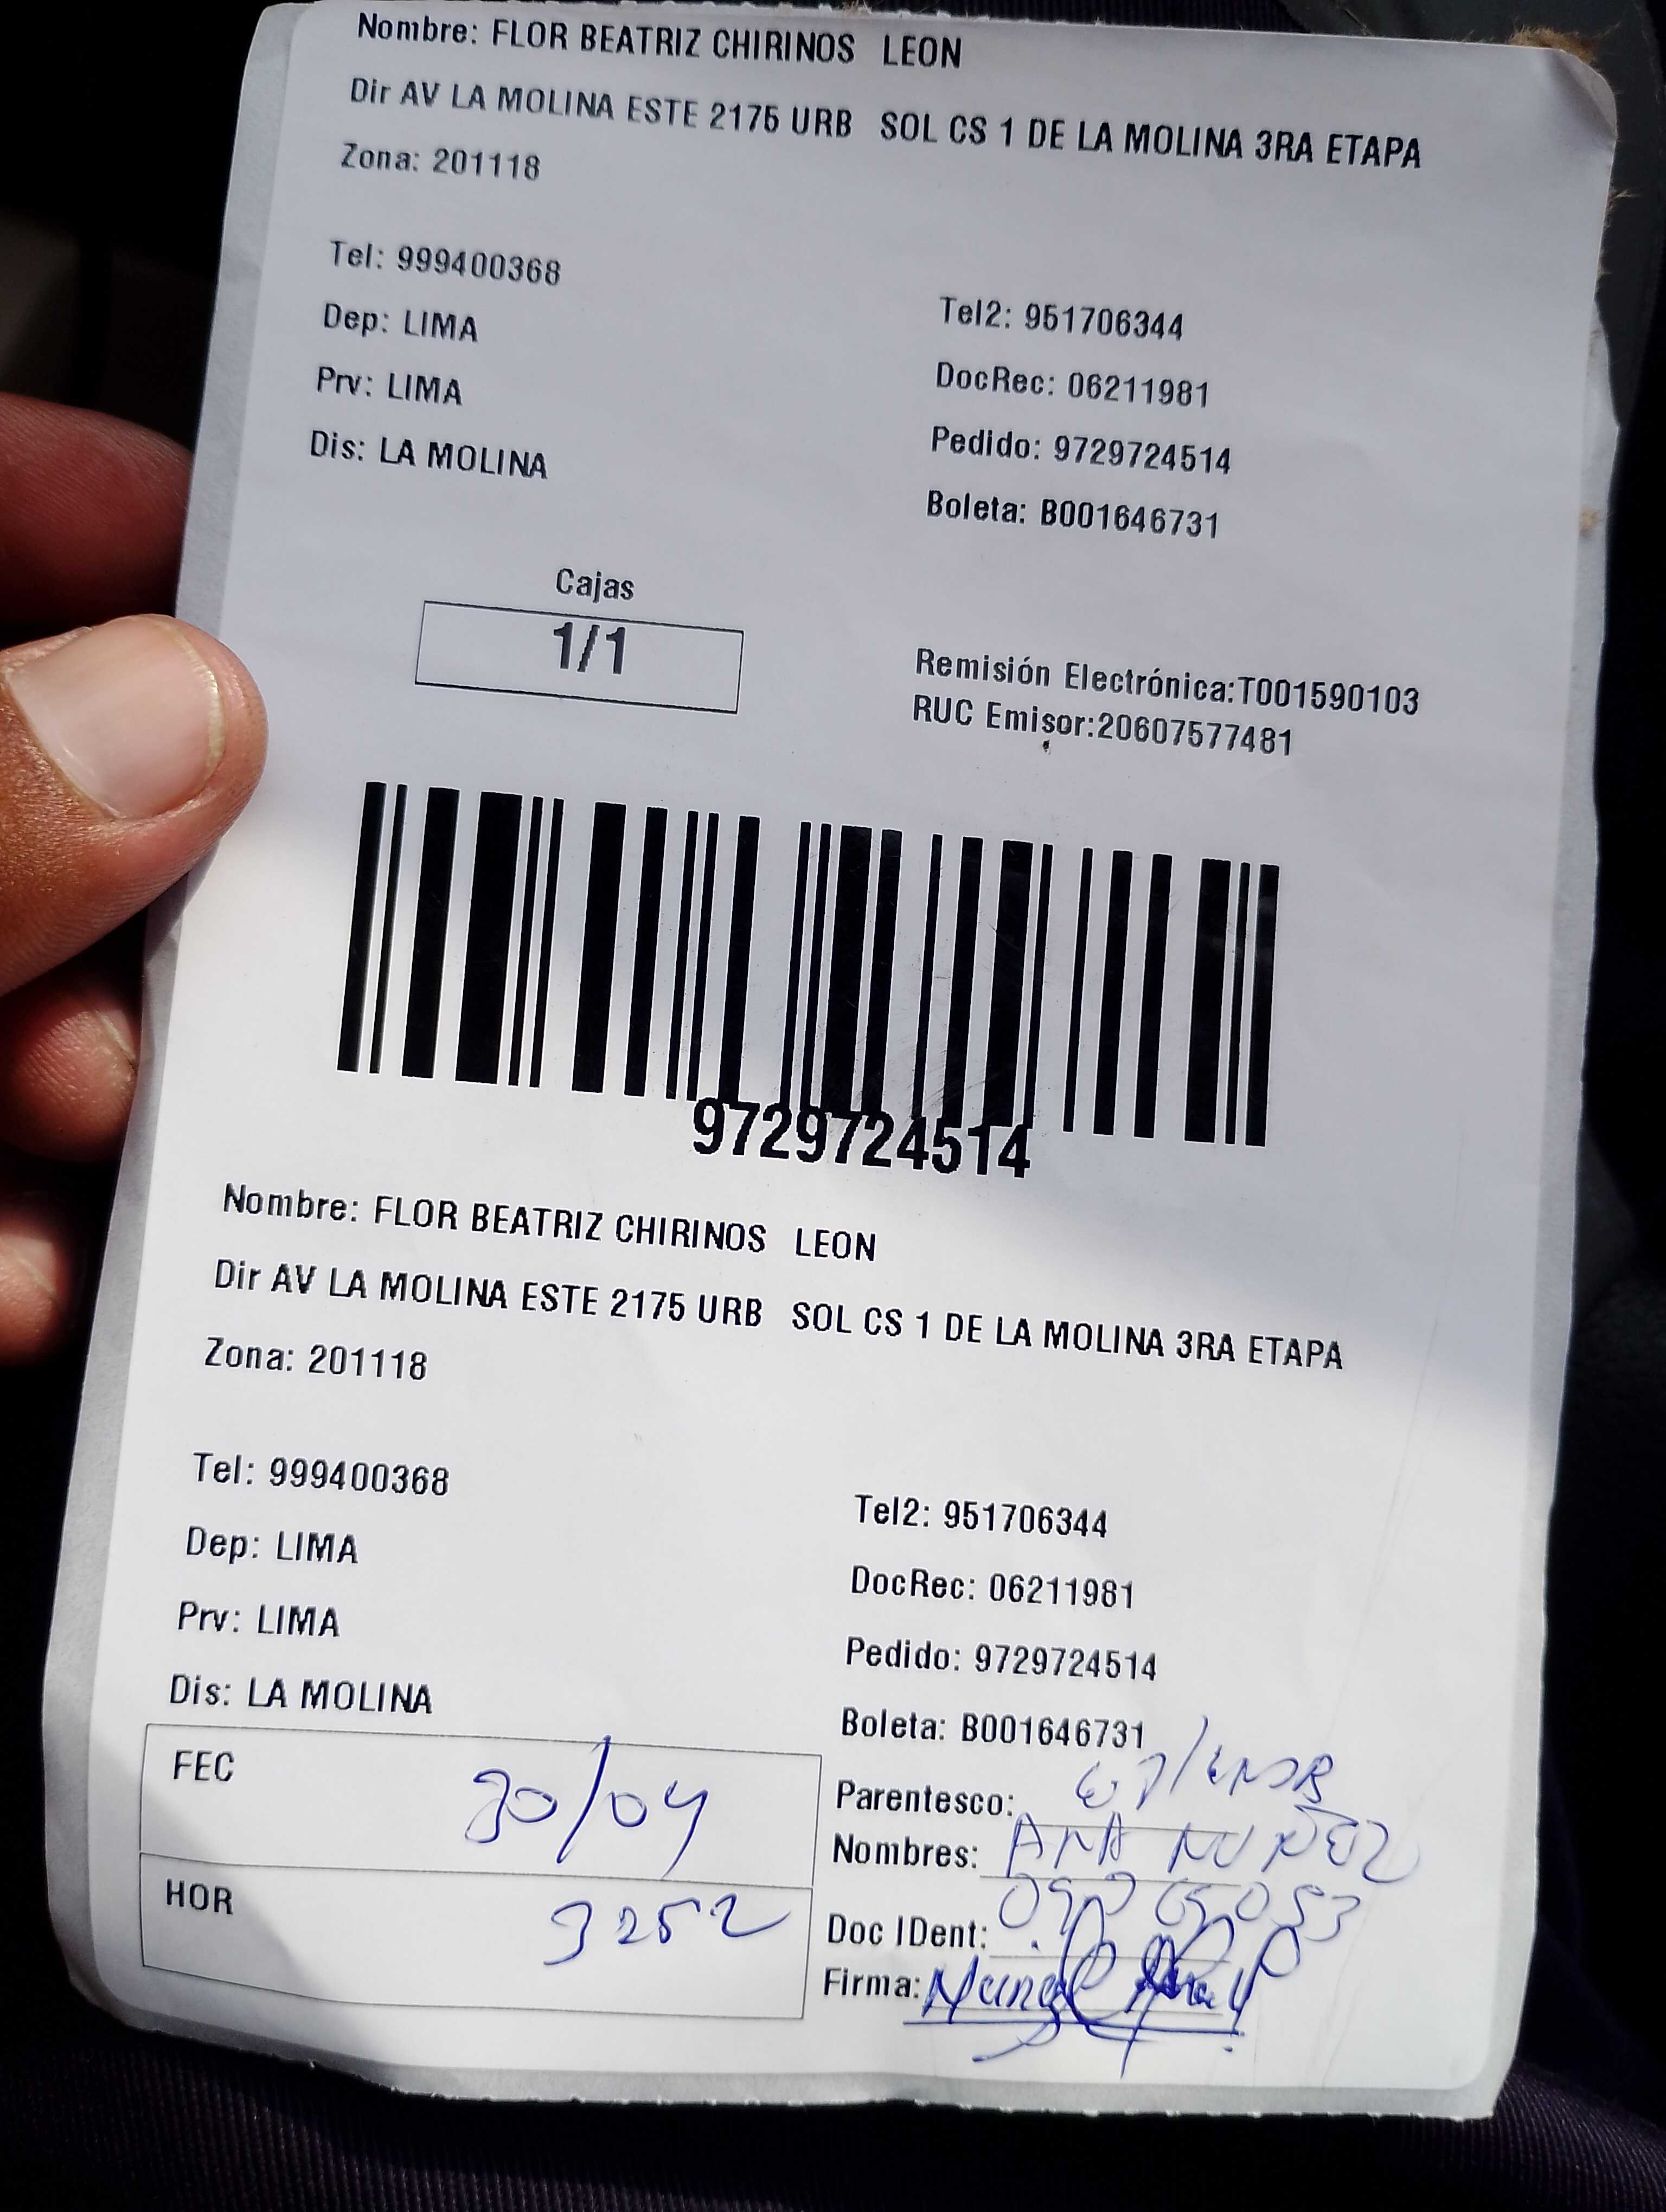 Nombre: FLOR BEATRIZ CHIRINOS LEON
Dir AV LA MOLINA ESTE 2175 URB SOL CS 1 DE LA MOLINA 3RA ETAPA
Zona: 201118
Tel: 999400368
Tel2: 951706344
Dep: LIMA
DocRec: 06211981
Prv: LIMA
Pedido: 9729724514
Dis: LA MOLINA
Boleta: B001646731
Cajas
1/1
Remisión Electrónica:T001590103
RUC Emisor:20607577481
9729724514
Nombre: FLOR BEATRIZ CHIRINOS LEON
Dir AV LA MOLINA ESTE 2175 URB SOL CS 1 DE LA MOLINA 3RA ETAPA
Zona: 201118
Tel: 999400368
Tel2: 951706344
Dep: LIMA
DocRec: 06211981
Prv: LIMA
Pedido: 9729724514
Dis: LA MOLINA
Boleta: B001646731
FEC 30/04
Parentesco:
Nombres: ANA NUÑEZ
HOR 3252
Doc IDent:
Firma: